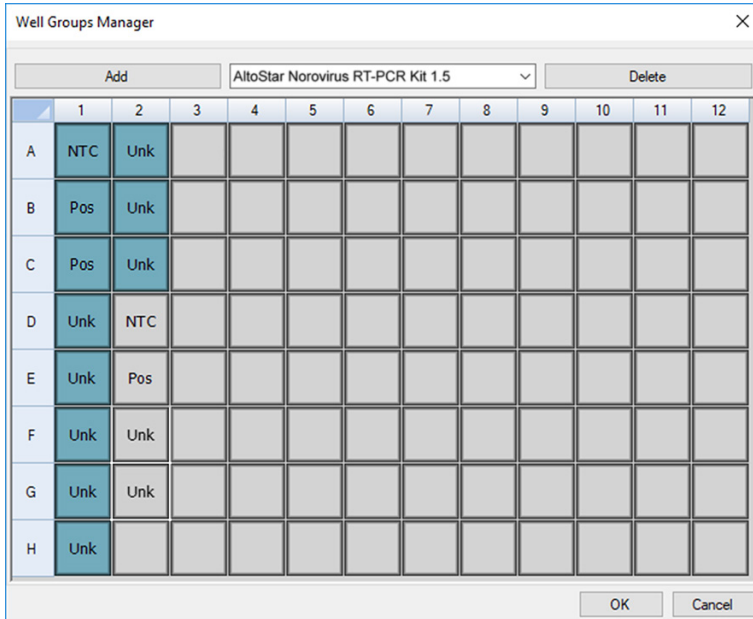 Well Groups Manager
Add AltoStar Norovirus RT-PCR Kit 1.5 Delete
1 2 3 4 5 6 7 8 9 10 11 12
A NTC Unk
B Pos Unk
C Pos Unk
D Unk NTC
E Unk Pos
F Unk Unk
G Unk Unk
H Unk
OK Cancel